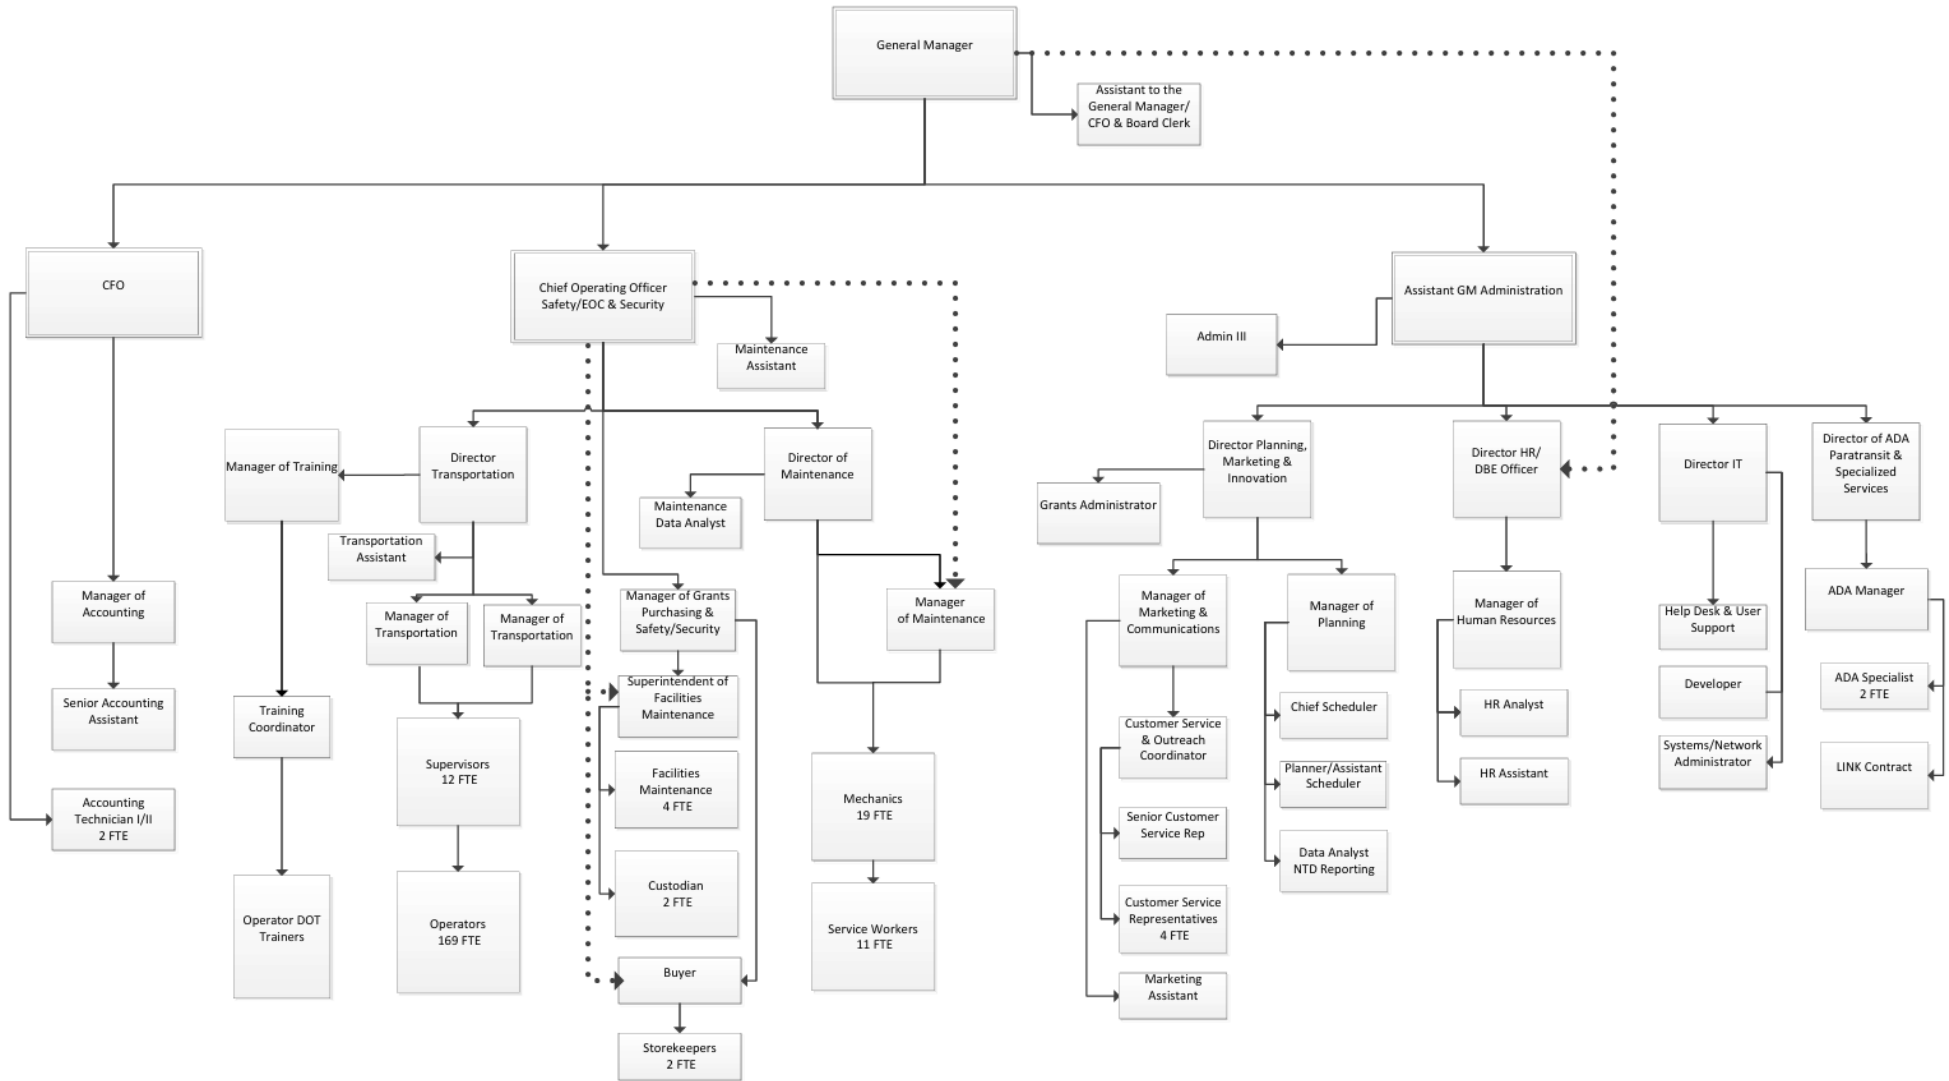 General Manager
Assistant to the
General Manager/
CFO & Board Clerk
CFO
Chief Operating Officer
Safety/EOC & Security
Assistant GM Administration
Maintenance
Assistant
Admin III
Manager of Training
Director
Transportation
Director of
Maintenance
Maintenance
Data Analyst
Director Planning,
Marketing &
Innovation
Grants Administrator
Director HR/
DBE Officer
Director IT
Director of ADA
Paratransit &
Specialized
Services
Transportation
Assistant
Manager of
Accounting
Manager of
Transportation
Manager of
Transportation
Manager of Grants
Purchasing &
Safety/Security
Manager
of Maintenance
Manager of
Marketing &
Communications
Manager of
Planning
Manager of
Human Resources
Help Desk & User
Support
ADA Manager
Senior Accounting
Assistant
Training
Coordinator
Superintendent of
Facilities
Maintenance
Customer Service
& Outreach
Coordinator
Chief Scheduler
HR Analyst
Developer
ADA Specialist
2 FTE
Supervisors
12 FTE
Facilities
Maintenance
4 FTE
Mechanics
19 FTE
Planner/Assistant
Scheduler
HR Assistant
Systems/Network
Administrator
LINK Contract
Accounting
Technician I/II
2 FTE
Senior Customer
Service Rep
Data Analyst
NTD Reporting
Operator DOT
Trainers
Operators
169 FTE
Custodian
2 FTE
Service Workers
11 FTE
Customer Service
Representatives
4 FTE
Buyer
Marketing
Assistant
Storekeepers
2 FTE